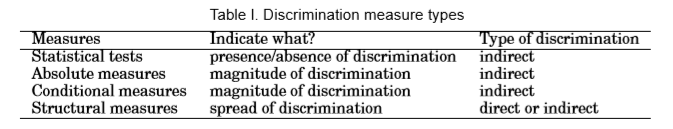 Table I. Discrimination measure types
Measures Indicate what? Type of discrimination
Statistical tests presence/absence of discrimination indirect
Absolute measures magnitude of discrimination indirect
Conditional measures magnitude of discrimination indirect
Structural measures spread of discrimination direct or indirect